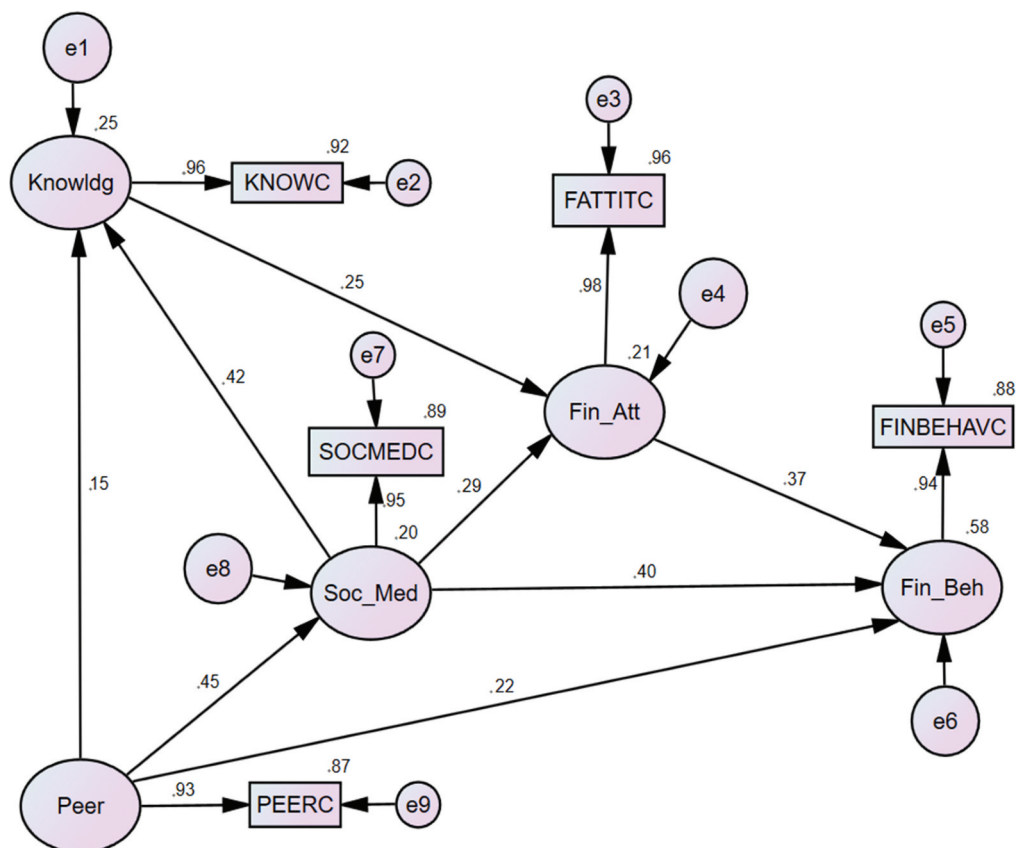 e1
.25
Knowldg
.96
KNOWC
.92
e2
e3
.96
FATTITC
.98
e4
.25
.21
Fin_Att
e5
.88
FINBEHAVC
.94
.58
Fin_Beh
e6
e7
.89
SOCMEDC
.95
.20
.42
.29
.37
e8
Soc_Med
.40
.15
.45
.22
Peer
.93
PEERC
.87
e9